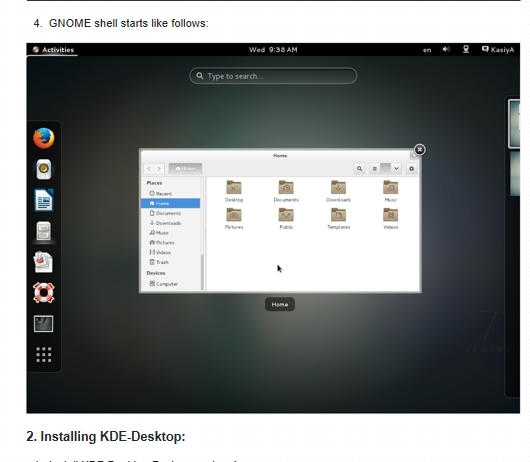 4. GNOME shell starts like follows:
Activities
Wed 9:38 AM
en
KasiyA
Type to search...
Home
Home
Places
Recent
Home
Documents
Downloads
Music
Pictures
Videos
Trash
Devices
Computer
Desktop
Documents
Downloads
Music
Pictures
Public
Templates
Videos
Home
7
2. Installing KDE-Desktop: